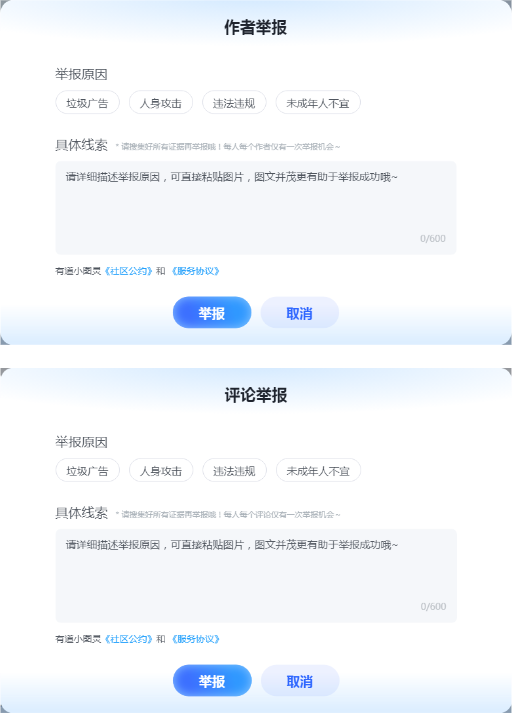 作者举报
举报原因
垃圾广告 人身攻击 违法违规 未成年人不宜
具体线索 * 请搜集好所有证据再举报哦！每人每个作者仅有一次举报机会~
请详细描述举报原因，可直接粘贴图片，图文并茂更有助于举报成功哦~
0/600
有道小图灵《社区公约》和《服务协议》
举报 取消
评论举报
举报原因
垃圾广告 人身攻击 违法违规 未成年人不宜
具体线索 * 请搜集好所有证据再举报哦！每人每个评论仅有一次举报机会~
请详细描述举报原因，可直接粘贴图片，图文并茂更有助于举报成功哦~
0/600
有道小图灵《社区公约》和《服务协议》
举报 取消